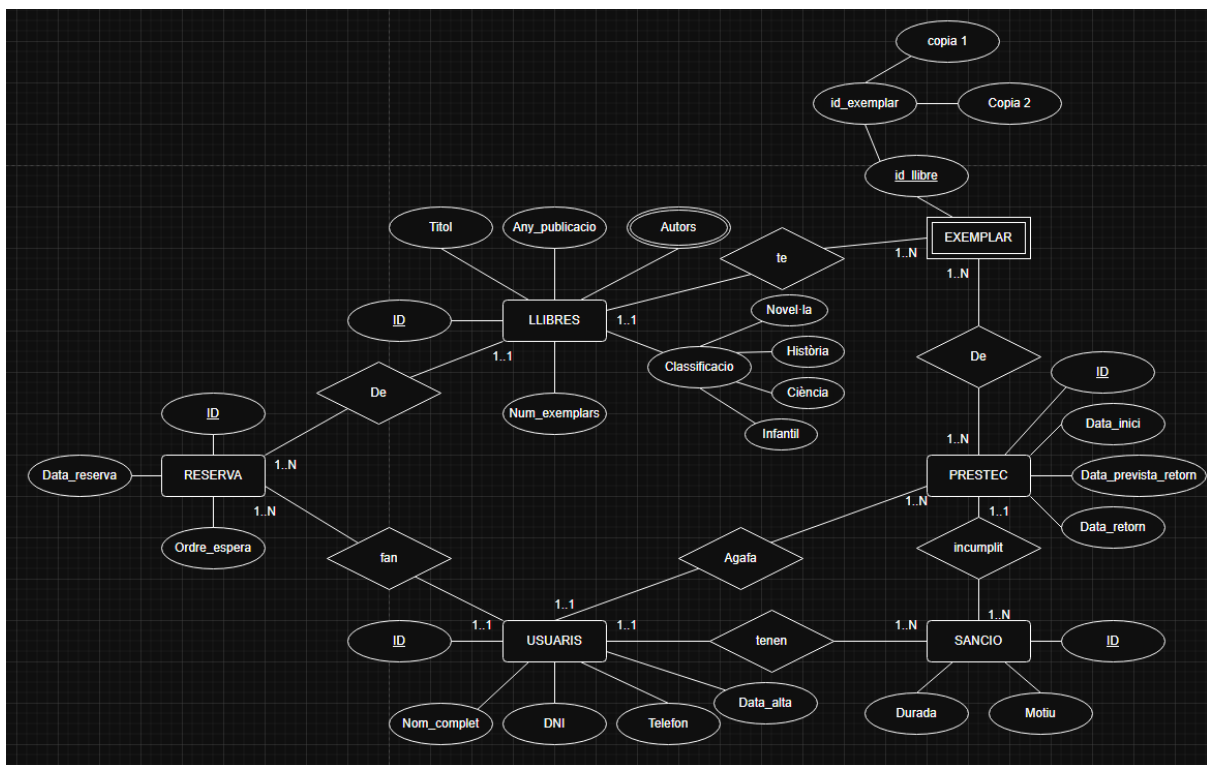 copia 1
id_exemplar
Copia 2
id_llibre
Titol
Any_publicacio
Autors
EXEMPLAR
te
1..N
1..N
Novel·la
ID
LLIBRES
1..1
1..1
Història
Classificacio
De
ID
De
Ciència
ID
Num_exemplars
Data_inici
Infantil
1..N
1..N
Data_reserva
RESERVA
PRESTEC
Data_prevista_retorn
1..N
1..N
1..1
Data_retorn
Ordre_espera
fan
Agafa
incumplit
1..1
1..N
1..1
1..1
1..N
ID
USUARIS
tenen
SANCIO
ID
Data_alta
Nom_complet
DNI
Telefon
Durada
Motiu